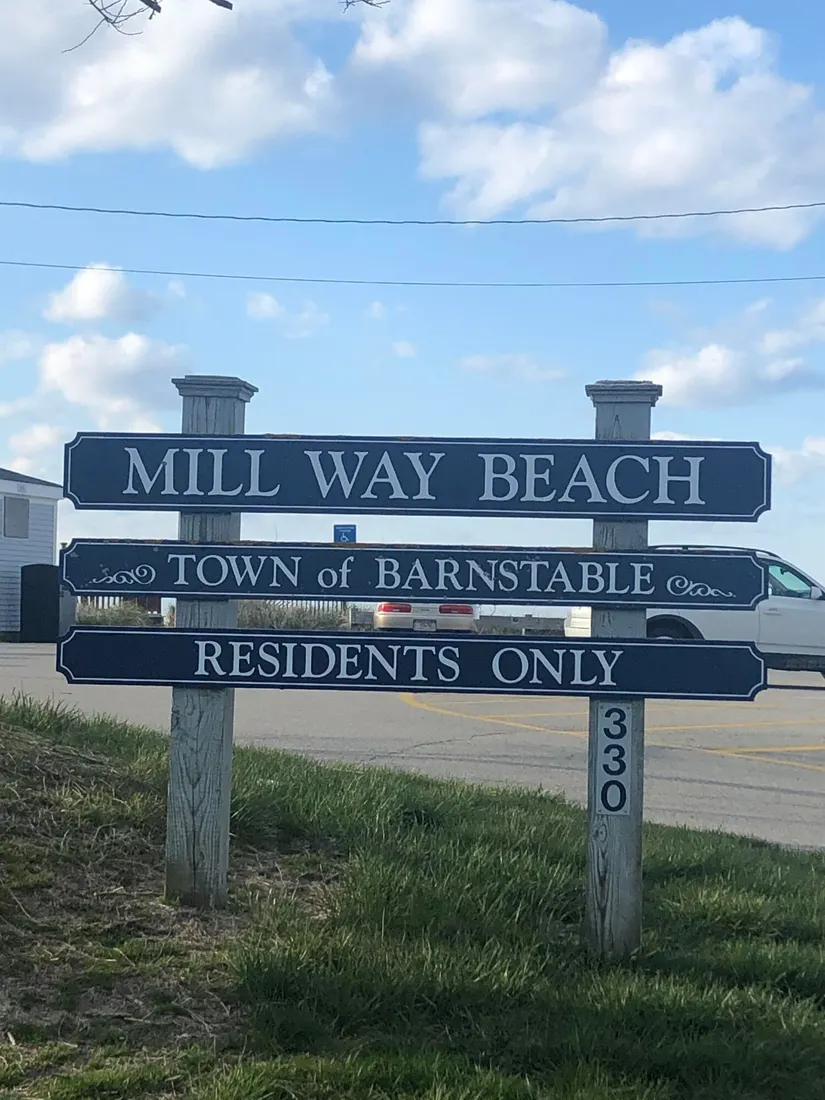 MILL WAY BEACH
TOWN of BARNSTABLE
RESIDENTS ONLY
330